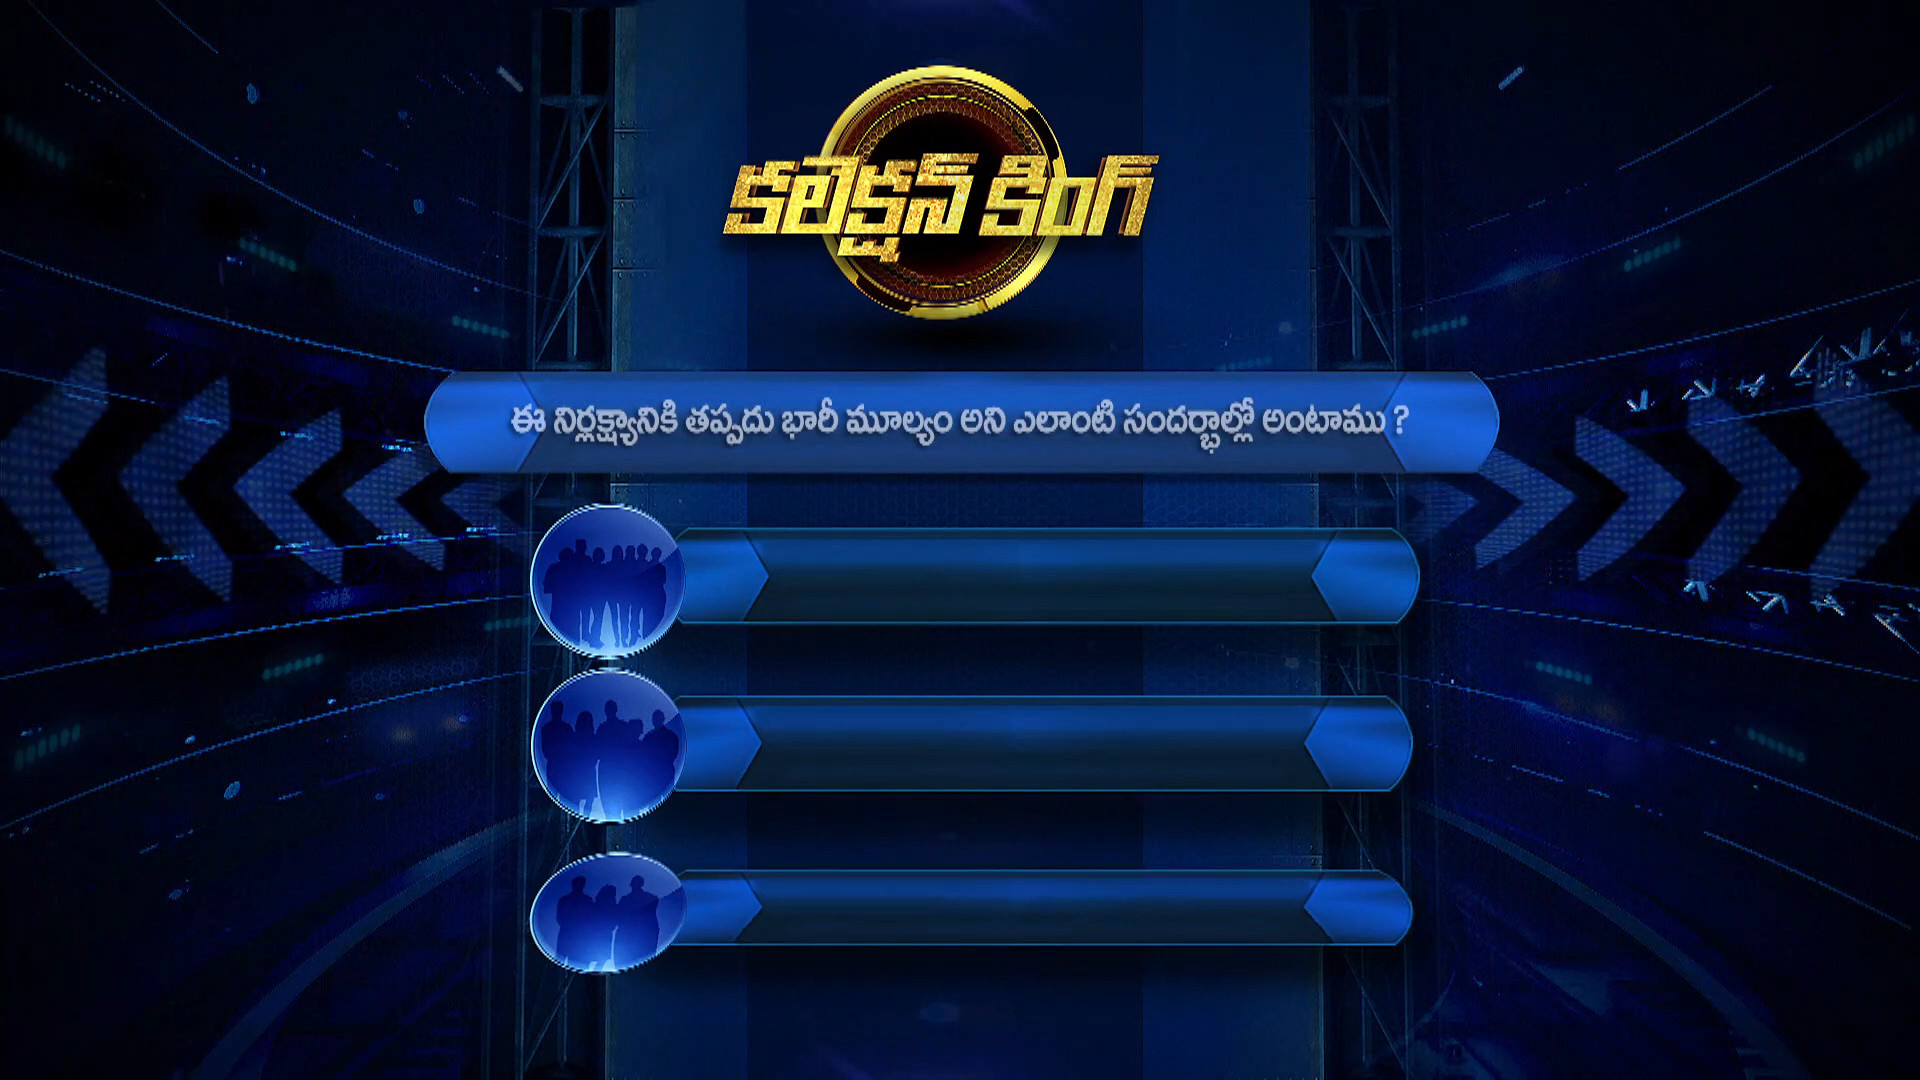 కలెక్షన్ కింగ్
ఈ నిర్లక్ష్యానికి తప్పదు భారీ మూల్యం అని ఎలాంటి సందర్భాల్లో అంటాము ?